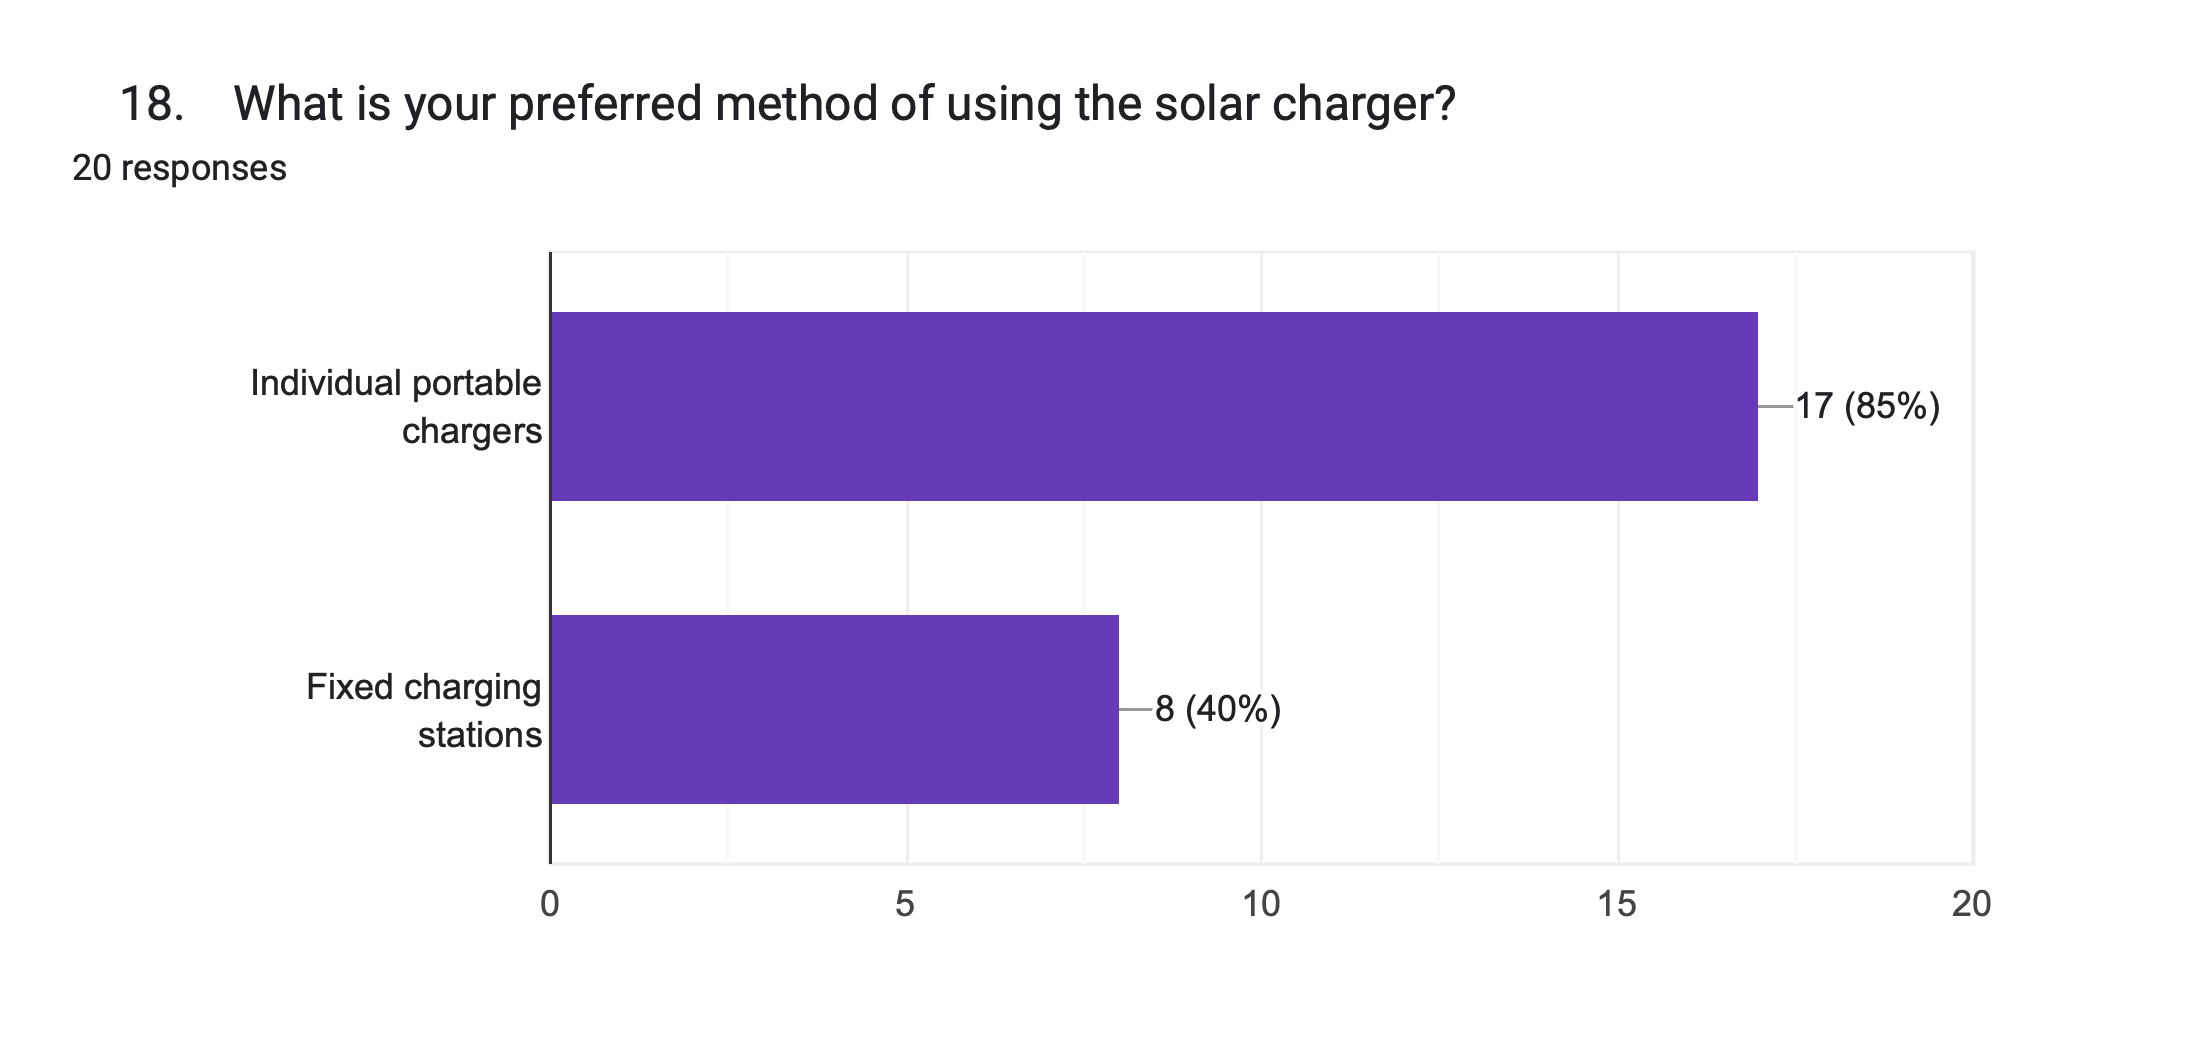 18. What is your preferred method of using the solar charger?
20 responses
Individual portable
chargers
17 (85%)
Fixed charging
stations
8 (40%)
0 5 10 15 20